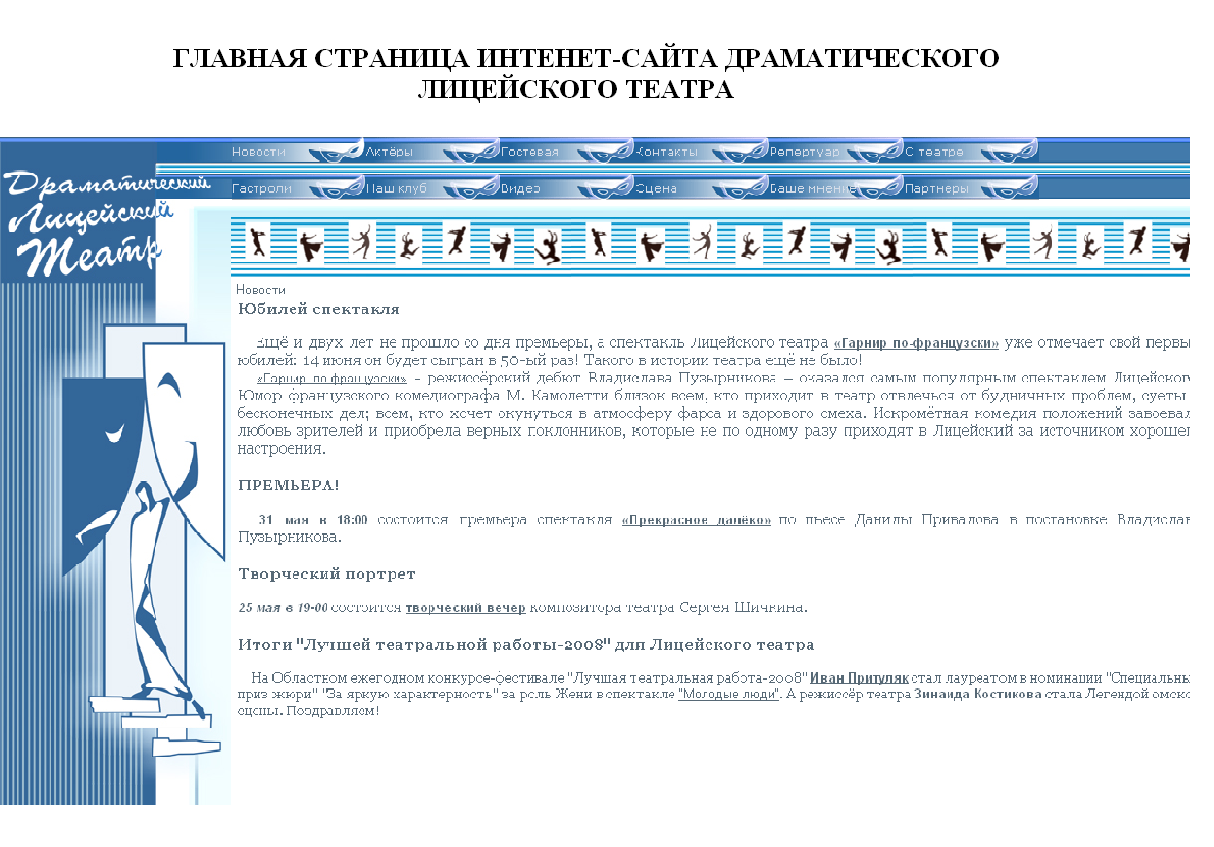 ГЛАВНАЯ СТРАНИЦА ИНТЕНЕТ-САЙТА ДРАМАТИЧЕСКОГО
ЛИЦЕЙСКОГО ТЕАТРА
Новости Актёры Гостевая Контакты Репертуар О театре
Гастроли Наш клуб Видео Сцена Ваше мнение Партнеры
Драматический
Лицейский
Театр
Новости
Юбилей спектакля
Ещё и двух лет не прошло со дня премьеры, а спектакль Лицейского театра «Гарнир по-французски» уже отмечает свой первы
юбилей: 14 июня он будет сыгран в 50-ый раз! Такого в истории театра ещё не было!
«Гарнир по-французски» – режиссёрский дебют Владислава Пузырникова – оказался самым популярным спектаклем Лицейског
Юмор французского комедиографа М. Камолетти близок всем, кто приходит в театр отвлечься от будничных проблем, суеты
бесконечных дел; всем, кто хочет окунуться в атмосферу фарса и здорового смеха. Искромётная комедия положений завоевал
любовь зрителей и приобрела верных поклонников, которые не по одному разу приходят в Лицейский за источником хорошег
настроения.
ПРЕМЬЕРА!
31 мая в 18:00 состоится премьера спектакля «Прекрасное далёко» по пьесе Данилы Привалова в постановке Владислав
Пузырникова.
Творческий портрет
25 мая в 19-00 состоится творческий вечер композитора театра Сергея Шичкина.
Итоги "Лучшей театральной работы-2008" для Лицейского театра
На Областном ежегодном конкурсе-фестивале "Лучшая театральная работа-2008" Иван Притуляк стал лауреатом в номинации "Специальны
приз жюри" "За яркую характерность" за роль Жени в спектакле "Молодые люди". А режиссёр театра Зинаида Костикова стала Легендой омско
сцены. Поздравляем!